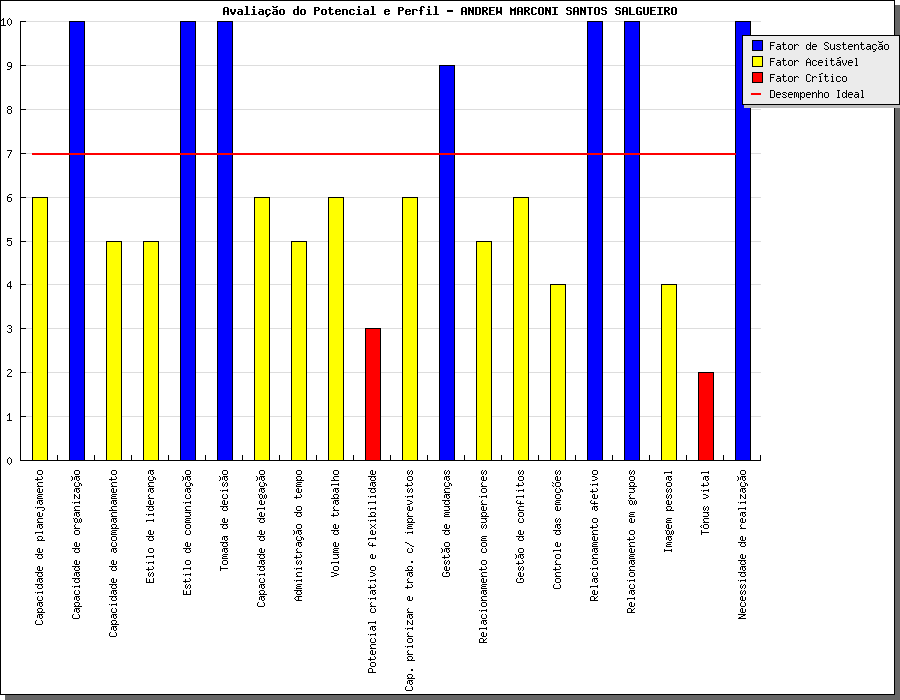 Avaliação do Potencial e Perfil - ANDREW MARCONI SANTOS SALGUEIRO
10
9
8
7
6
5
4
3
2
1
0
Fator de Sustentação
Fator Aceitável
Fator Crítico
Desempenho Ideal
Capacidade de planejamento
Capacidade de organização
Capacidade de acompanhamento
Estilo de liderança
Estilo de comunicação
Tomada de decisão
Capacidade de delegação
Administração do tempo
Volume de trabalho
Potencial criativo e flexibilidade
Cap. priorizar e trab. c/ imprevistos
Gestão de mudanças
Relacionamento com superiores
Gestão de conflitos
Controle das emoções
Relacionamento afetivo
Relacionamento em grupos
Imagem pessoal
Tônus vital
Necessidade de realização